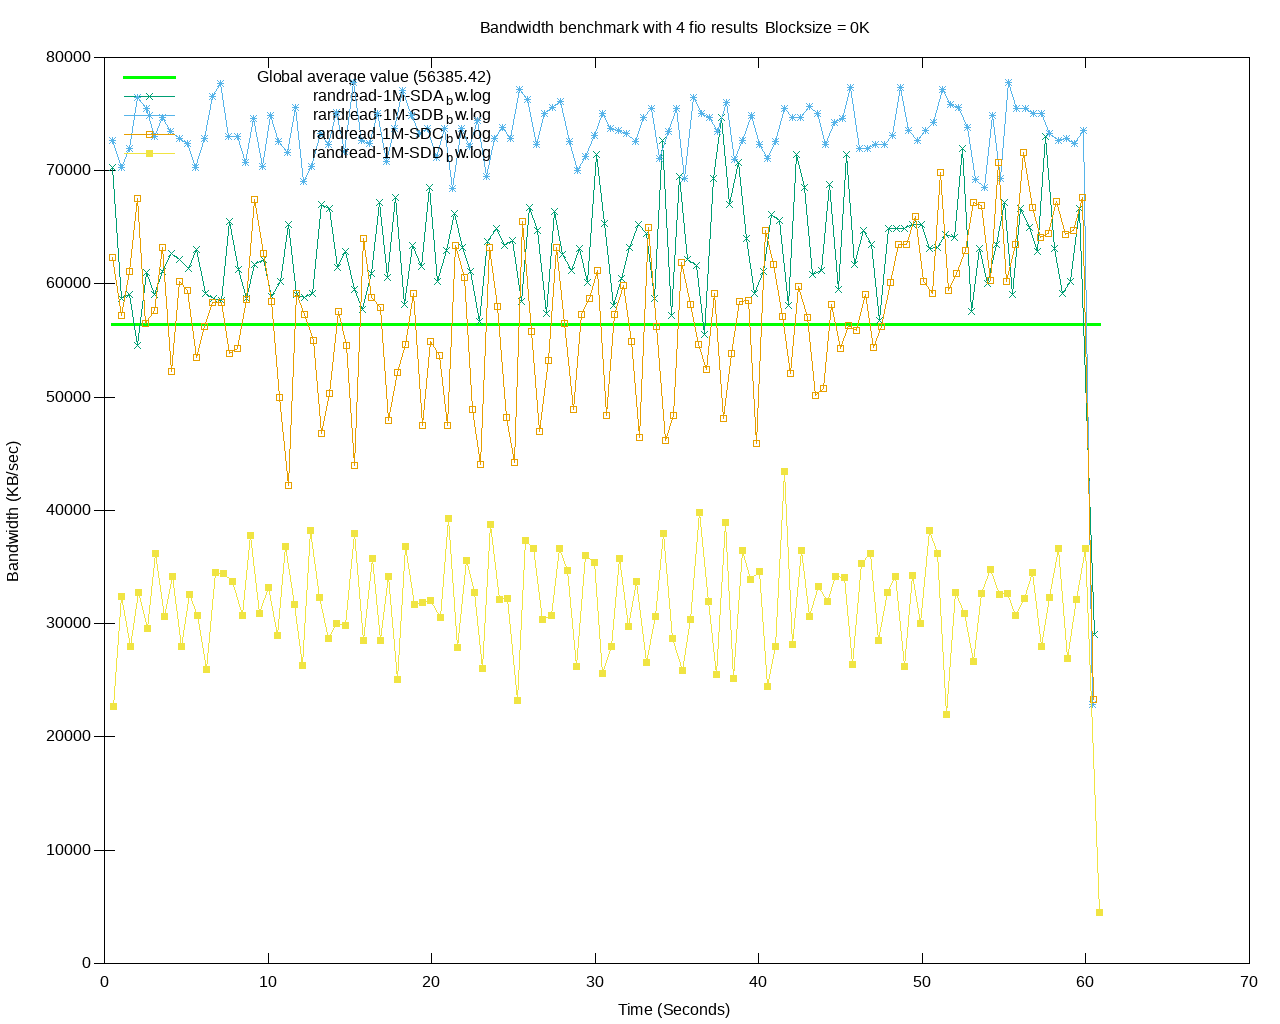 Bandwidth benchmark with 4 fio results Blocksize = 0K
80000
70000
60000
50000
40000
30000
20000
10000
0
Bandwidth (KB/sec)
Global average value (56385.42)
randread-1M-SDA_bw.log
randread-1M-SDB_bw.log
randread-1M-SDC_bw.log
randread-1M-SDD_bw.log
0 10 20 30 40 50 60 70
Time (Seconds)